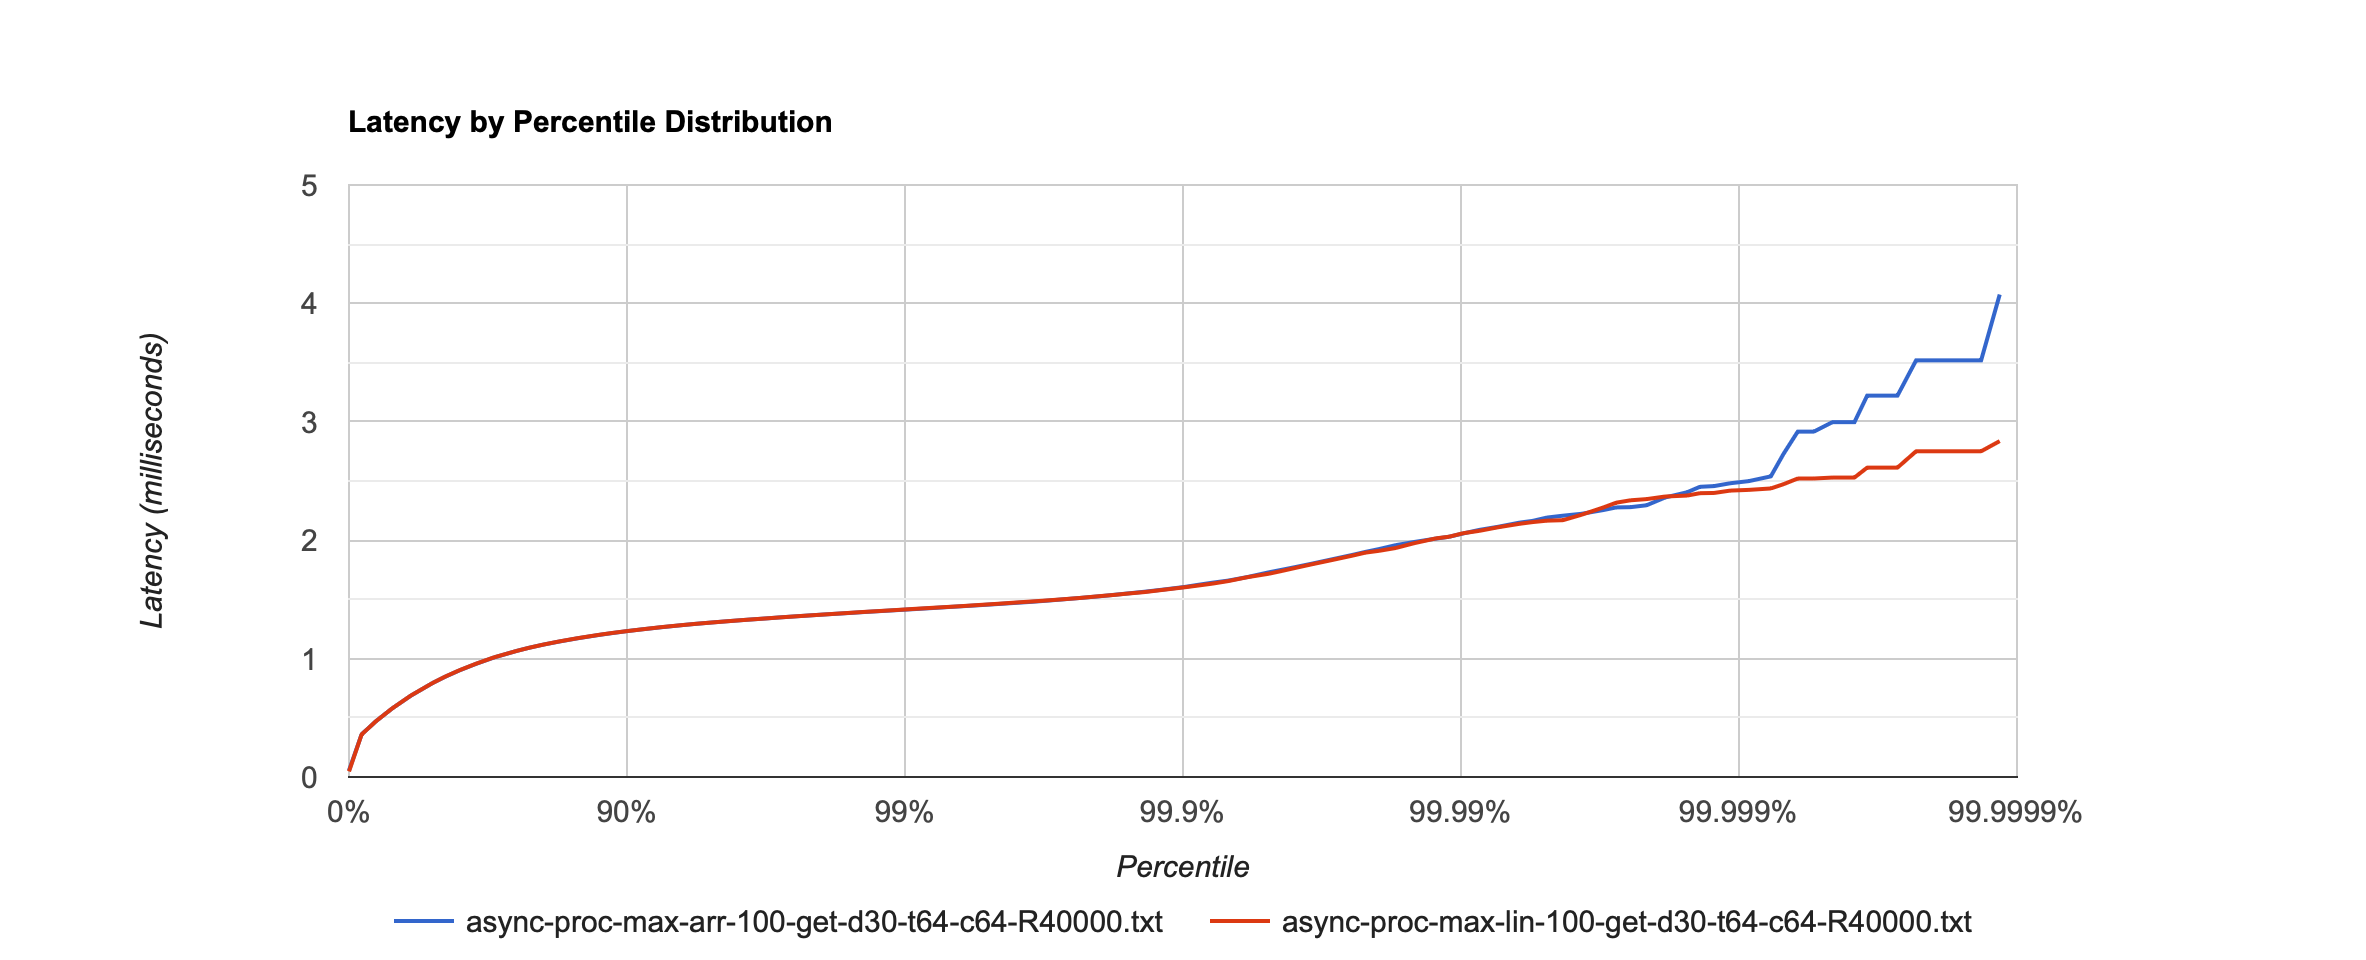 Latency by Percentile Distribution
5
4
3
2
1
0
Latency (milliseconds)
0% 90% 99% 99.9% 99.99% 99.999% 99.9999%
Percentile
async-proc-max-arr-100-get-d30-t64-c64-R40000.txt async-proc-max-lin-100-get-d30-t64-c64-R40000.txt